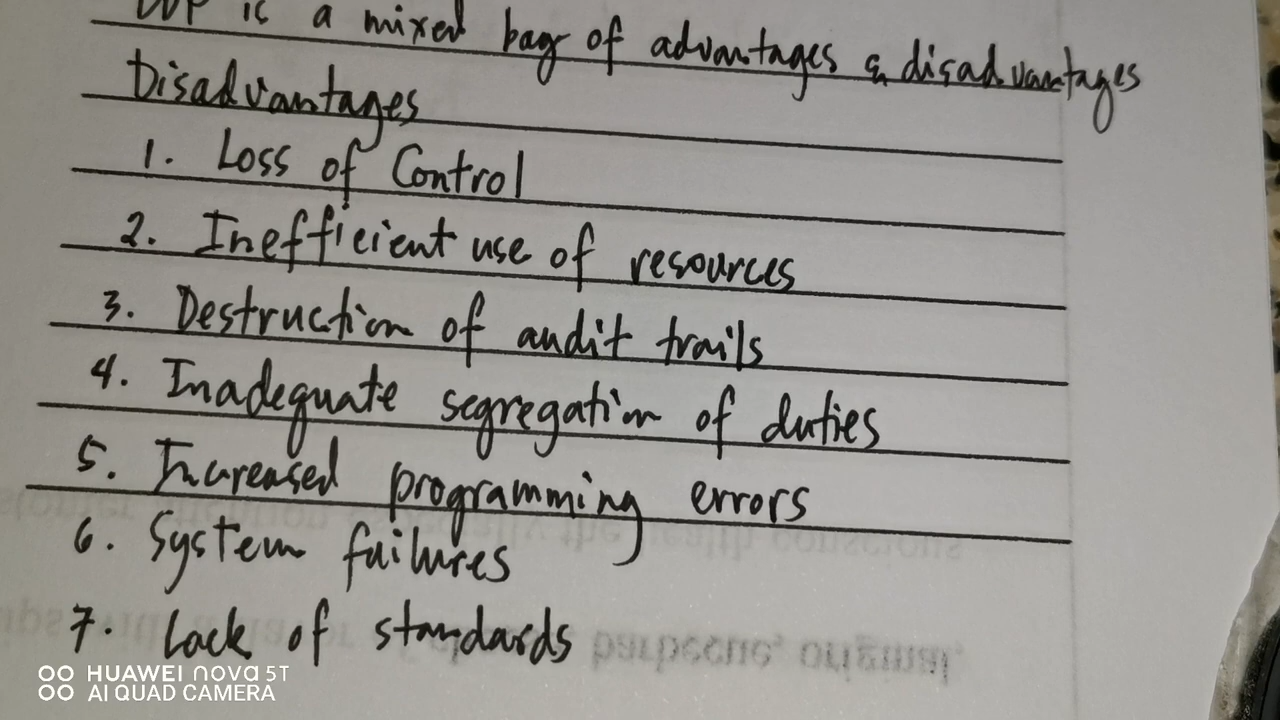 DDP is a mixed bag of advantages & disadvantages
Disadvantages
1. Loss of Control
2. Inefficient use of resources
3. Destruction of audit trails
4. Inadequate segregation of duties
5. Increased programming errors
6. System failures
7. Lack of standards
HUAWEI nova 5T
AI QUAD CAMERA